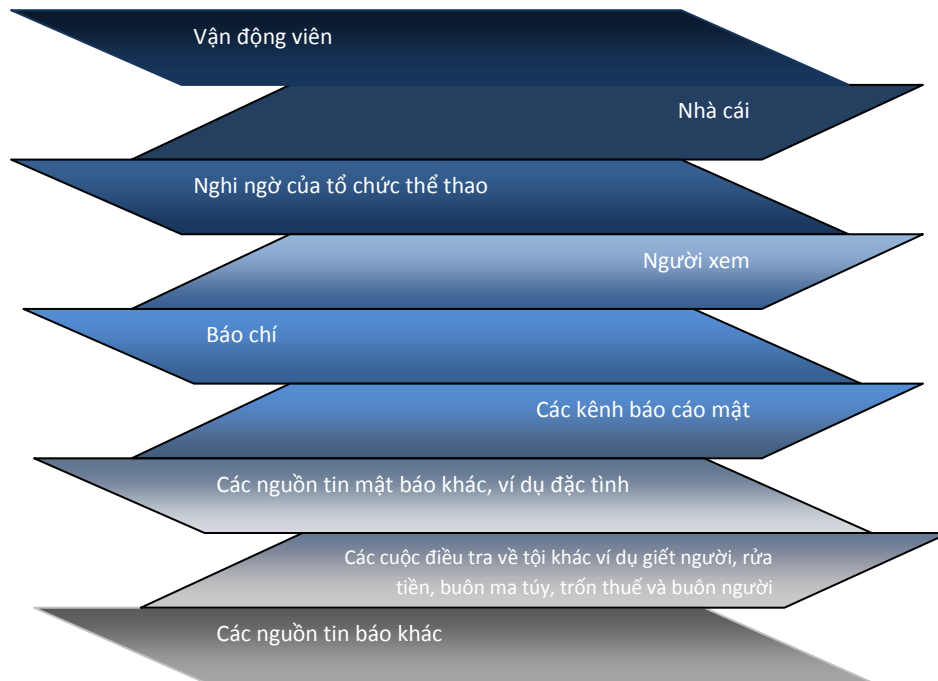 Vận động viên
Nhà cái
Nghi ngờ của tổ chức thể thao
Người xem
Báo chí
Các kênh báo cáo mật
Các nguồn tin mật báo khác, ví dụ đặc tình
Các cuộc điều tra về tội khác ví dụ giết người, rửa
tiền, buôn ma túy, trốn thuế và buôn người
Các nguồn tin báo khác